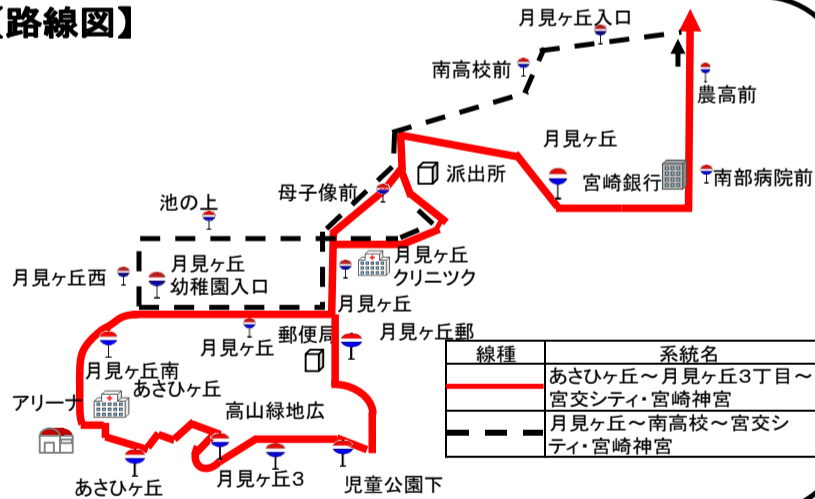 【路線図】
月見ヶ丘入口
南高校前
農高前
月見ヶ丘
派出所
宮崎銀行
南部病院前
母子像前
池の上
月見ヶ丘西
月見ヶ丘
幼稚園入口
月見ヶ丘
クリニツク
月見ヶ丘
郵便局
月見ヶ丘郵
月見ヶ丘
月見ヶ丘南
あさひヶ丘
アリーナ
高山緑地広
あさひヶ丘
月見ヶ丘3
児童公園下
線種
系統名
あさひヶ丘～月見ヶ丘3丁目～
宮交シティ・宮崎神宮
月見ヶ丘～南高校～宮交シ
ティ・宮崎神宮